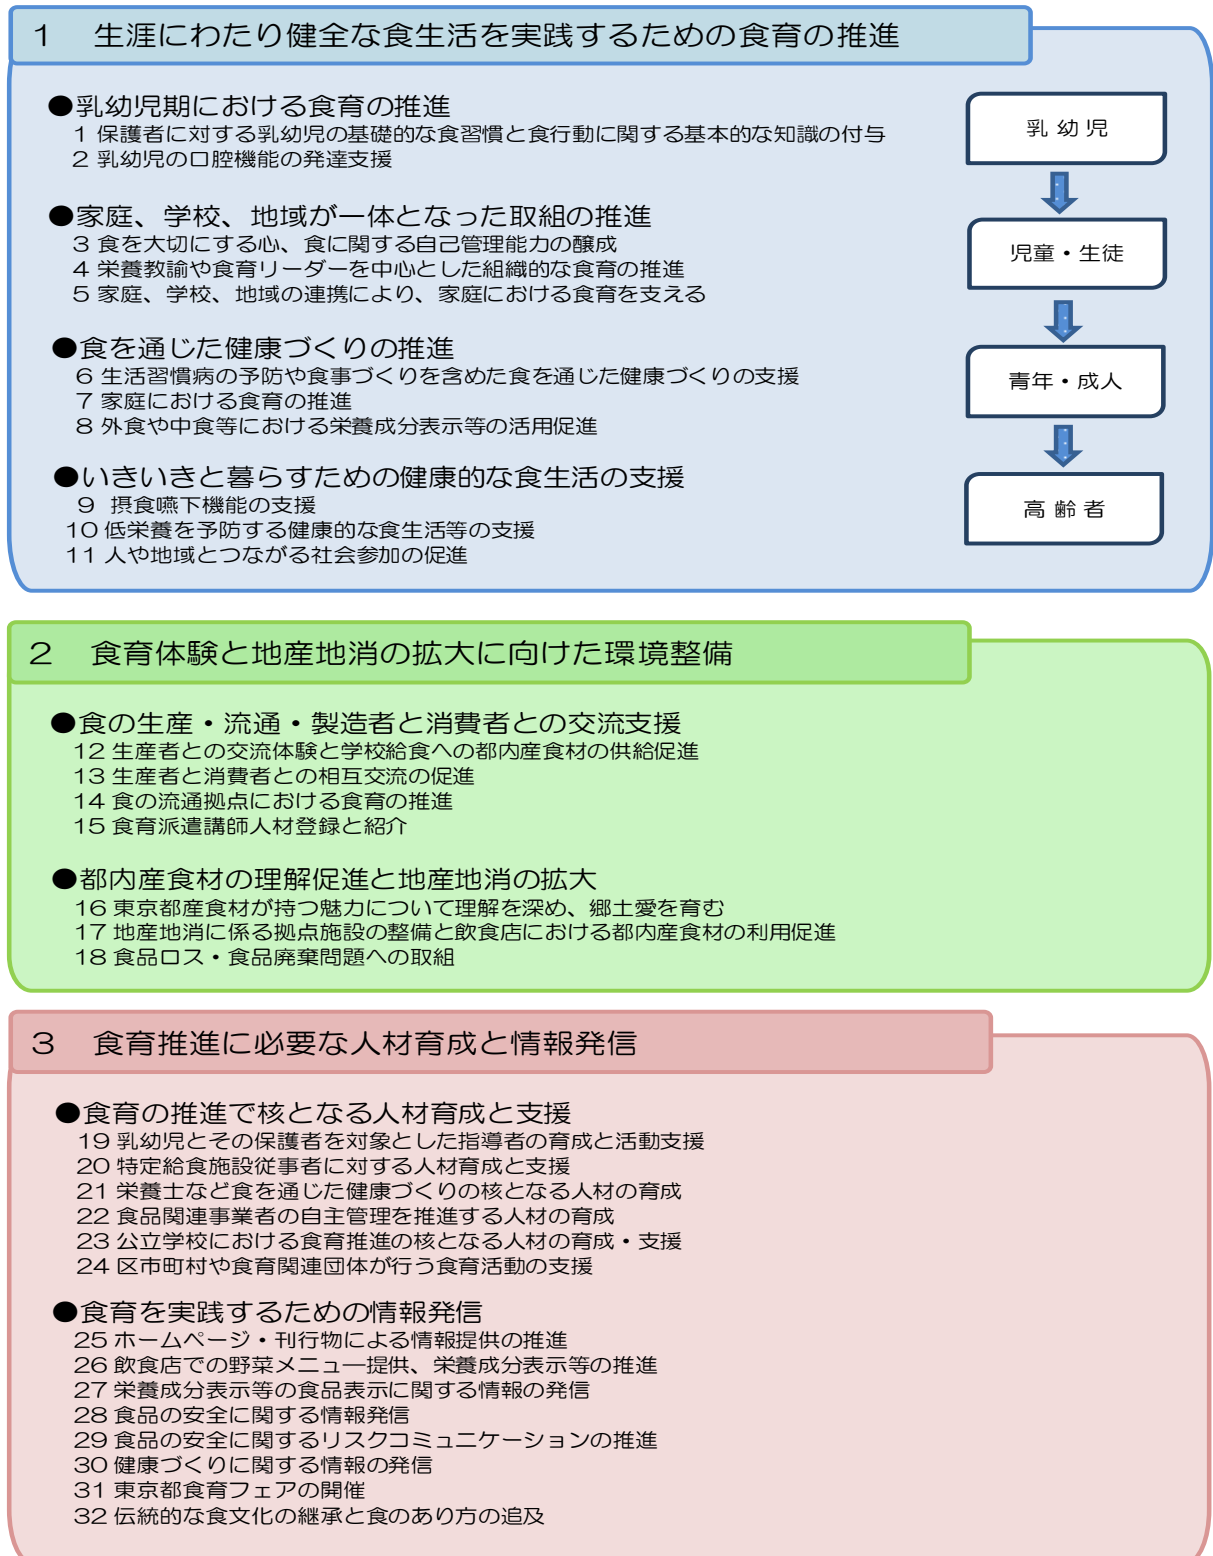 1 生涯にわたり健全な食生活を実践するための食育の推進
●乳幼児期における食育の推進
1 保護者に対する乳幼児の基礎的な食習慣と食行動に関する基本的な知識の付与
2 乳幼児の口腔機能の発達支援
●家庭、学校、地域が一体となった取組の推進
3 食を大切にする心、食に関する自己管理能力の醸成
4 栄養教諭や食育リーダーを中心とした組織的な食育の推進
5 家庭、学校、地域の連携により、家庭における食育を支える
●食を通じた健康づくりの推進
6 生活習慣病の予防や食事づくりを含めた食を通じた健康づくりの支援
7 家庭における食育の推進
8 外食や中食等における栄養成分表示等の活用促進
●いきいきと暮らすための健康的な食生活の支援
9 摂食嚥下機能の支援
10 低栄養を予防する健康的な食生活等の支援
11 人や地域とつながる社会参加の促進
乳幼児
児童・生徒
青年・成人
高齢者
2 食育体験と地産地消の拡大に向けた環境整備
●食の生産・流通・製造者と消費者との交流支援
12 生産者との交流体験と学校給食への都内産食材の供給促進
13 生産者と消費者との相互交流の促進
14 食の流通拠点における食育の推進
15 食育派遣講師人材登録と紹介
●都内産食材の理解促進と地産地消の拡大
16 東京都産食材が持つ魅力について理解を深め、郷土愛を育む
17 地産地消に係る拠点施設の整備と飲食店における都内産食材の利用促進
18 食品ロス・食品廃棄問題への取組
3 食育推進に必要な人材育成と情報発信
●食育の推進で核となる人材育成と支援
19 乳幼児とその保護者を対象とした指導者の育成と活動支援
20 特定給食施設従事者に対する人材育成と支援
21 栄養士など食を通じた健康づくりの核となる人材の育成
22 食品関連事業者の自主管理を推進する人材の育成
23 公立学校における食育推進の核となる人材の育成・支援
24 区市町村や食育関連団体が行う食育活動の支援
●食育を実践するための情報発信
25 ホームページ・刊行物による情報提供の推進
26 飲食店での野菜メニュ―提供、栄養成分表示等の推進
27 栄養成分表示等の食品表示に関する情報の発信
28 食品の安全に関する情報発信
29 食品の安全に関するリスクコミュニケーションの推進
30 健康づくりに関する情報の発信
31 東京都食育フェアの開催
32 伝統的な食文化の継承と食のあり方の追及